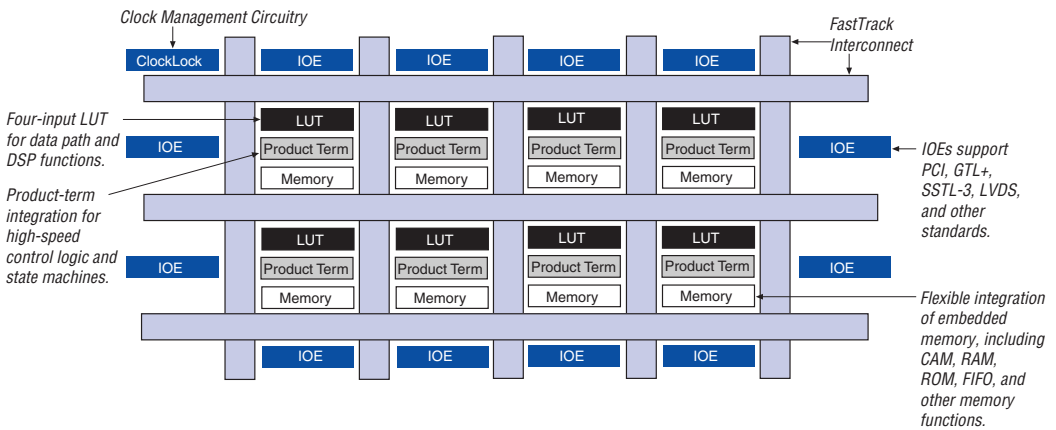 Clock Management Circuitry
FastTrack
Interconnect
ClockLock
IOE
IOE
IOE
IOE
Four-input LUT
for data path and
DSP functions.
LUT
LUT
LUT
LUT
IOE
Product Term
Product Term
Product Term
Product Term
IOE
Memory
Memory
Memory
Memory
IOEs support
PCI, GTL+,
SSTL-3, LVDS,
and other
standards.
Product-term
integration for
high-speed
control logic and
state machines.
LUT
LUT
LUT
LUT
IOE
Product Term
Product Term
Product Term
Product Term
IOE
Memory
Memory
Memory
Memory
Flexible integration
of embedded
memory, including
CAM, RAM,
ROM, FIFO, and
other memory
functions.
IOE
IOE
IOE
IOE